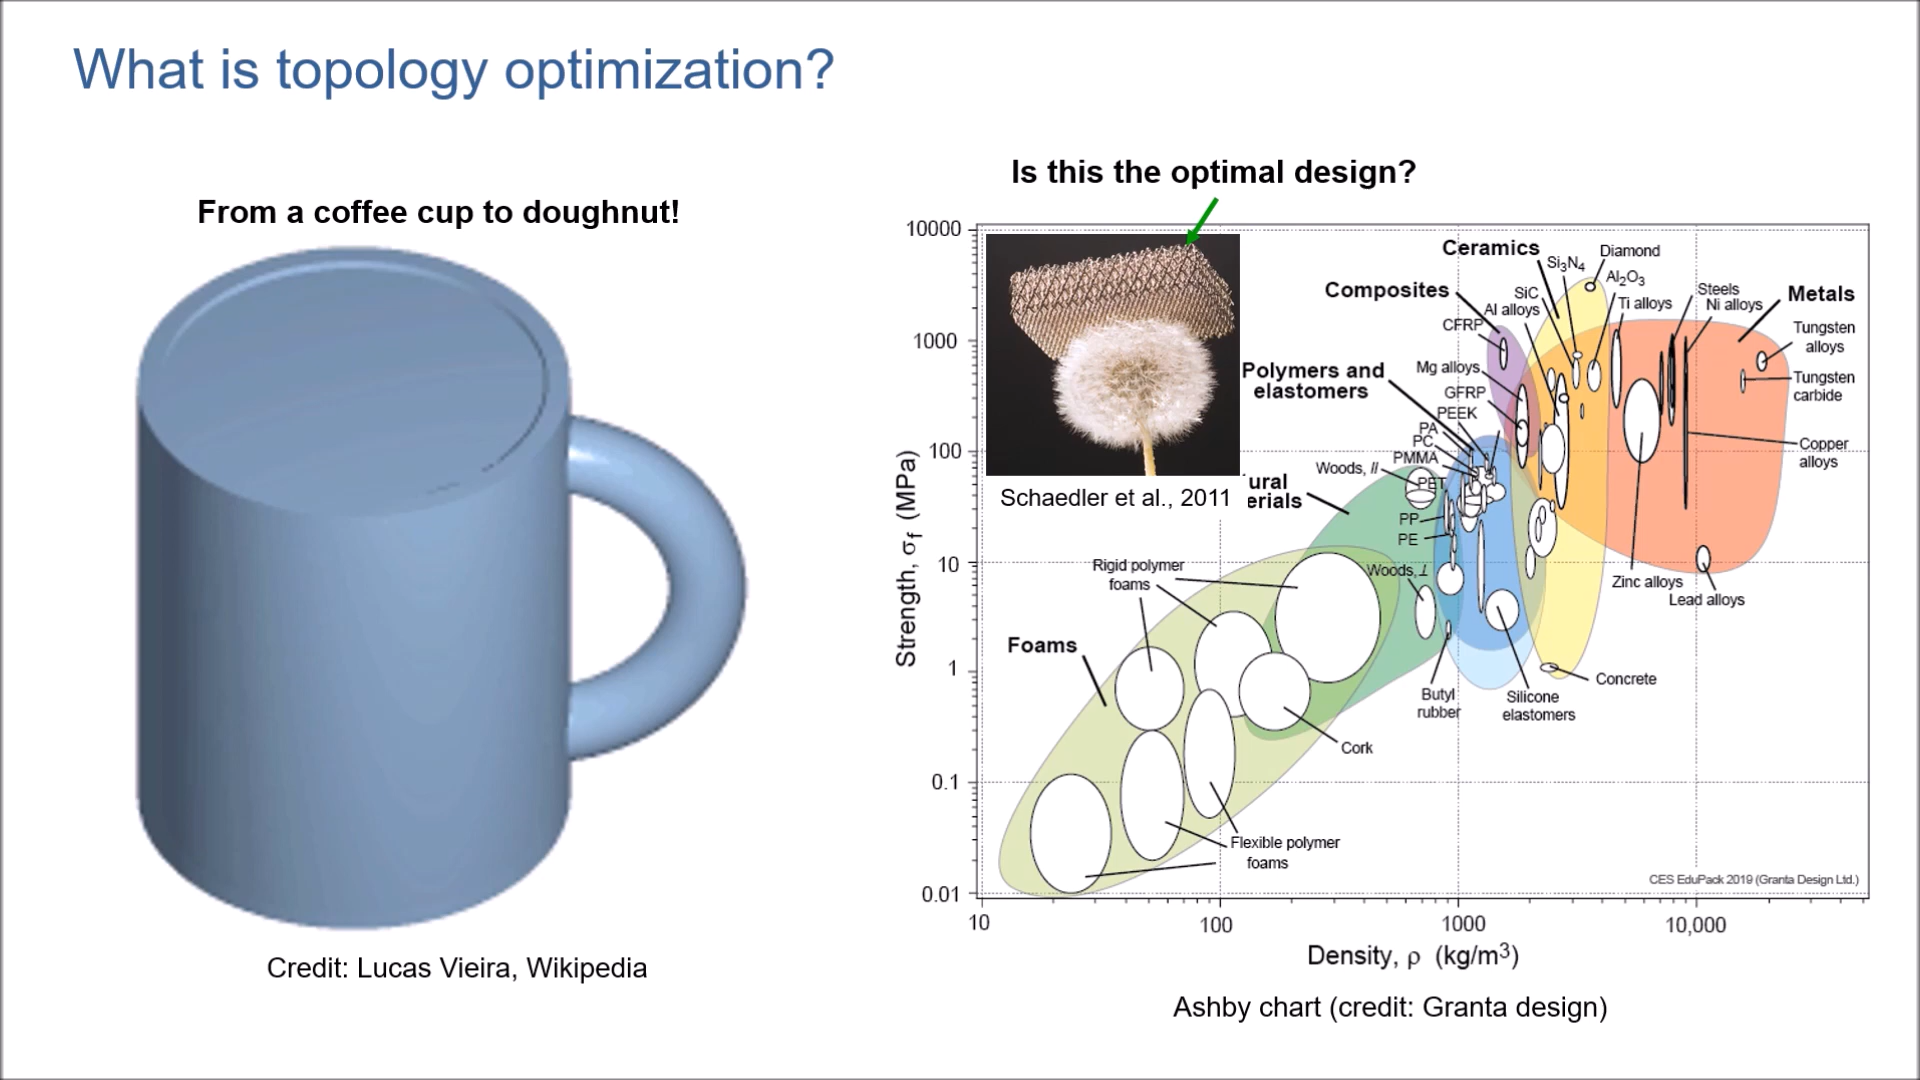 What is topology optimization?
From a coffee cup to doughnut!
Credit: Lucas Vieira, Wikipedia
Is this the optimal design?
Schaedler et al., 2011
10000
1000
100
10
1
0.1
0.01
Strength, σf (MPa)
Ceramics
Si3N4
Diamond
Al2O3
Composites
SiC
Al alloys
Ti alloys
Steels
Ni alloys
Metals
CFRP
Tungsten
alloys
Polymers and
elastomers
Mg alloys
GFRP
PEEK
Tungsten
carbide
PA
PC
PMMA
Woods, //
PET
Copper
alloys
ural
erials
PP
PE
Rigid polymer
foams
Woods, ⊥
Zinc alloys
Lead alloys
Foams
Butyl
rubber
Silicone
elastomers
Concrete
Cork
Flexible polymer
foams
CES EduPack 2019 (Granta Design Ltd.)
10
100
1000
10,000
Density, ρ (kg/m3)
Ashby chart (credit: Granta design)